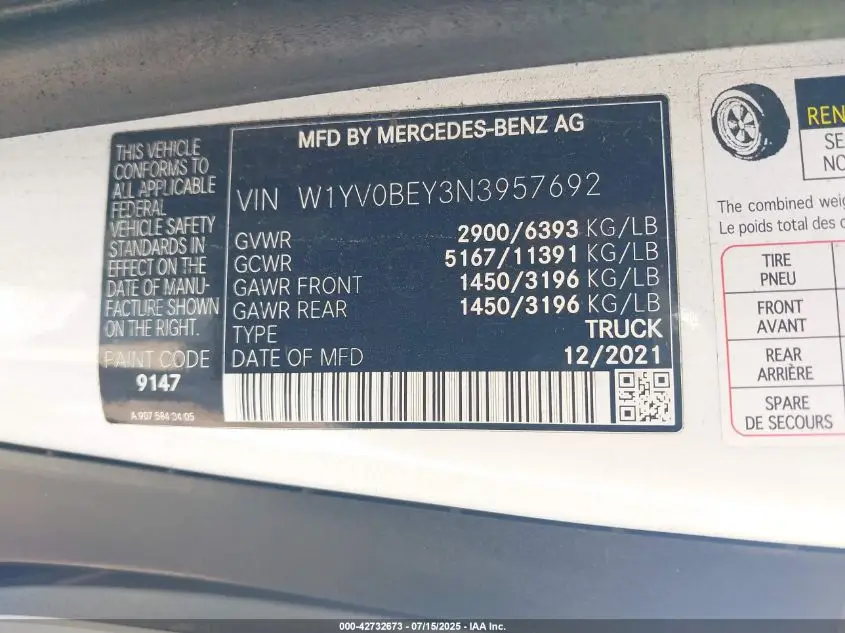 MFD BY MERCEDES-BENZ AG
THIS VEHICLE
CONFORMS TO
ALL APPLICABLE
FEDERAL
VEHICLE SAFETY
STANDARDS IN
EFFECT ON THE
DATE OF MANU-
FACTURE SHOWN
ON THE RIGHT.
PAINT CODE
9147
A 907 584 34 05
VIN W1YV0BEY3N3957692
GVWR 2900/6393 KG/LB
GCWR 5167/11391 KG/LB
GAWR FRONT 1450/3196 KG/LB
GAWR REAR 1450/3196 KG/LB
TYPE TRUCK
DATE OF MFD 12/2021
The combined
Le poids total des
TIRE
PNEU
FRONT
AVANT
REAR
ARRIÈRE
SPARE
DE SECOURS
000-42732673 - 07/15/2025 - IAA Inc.